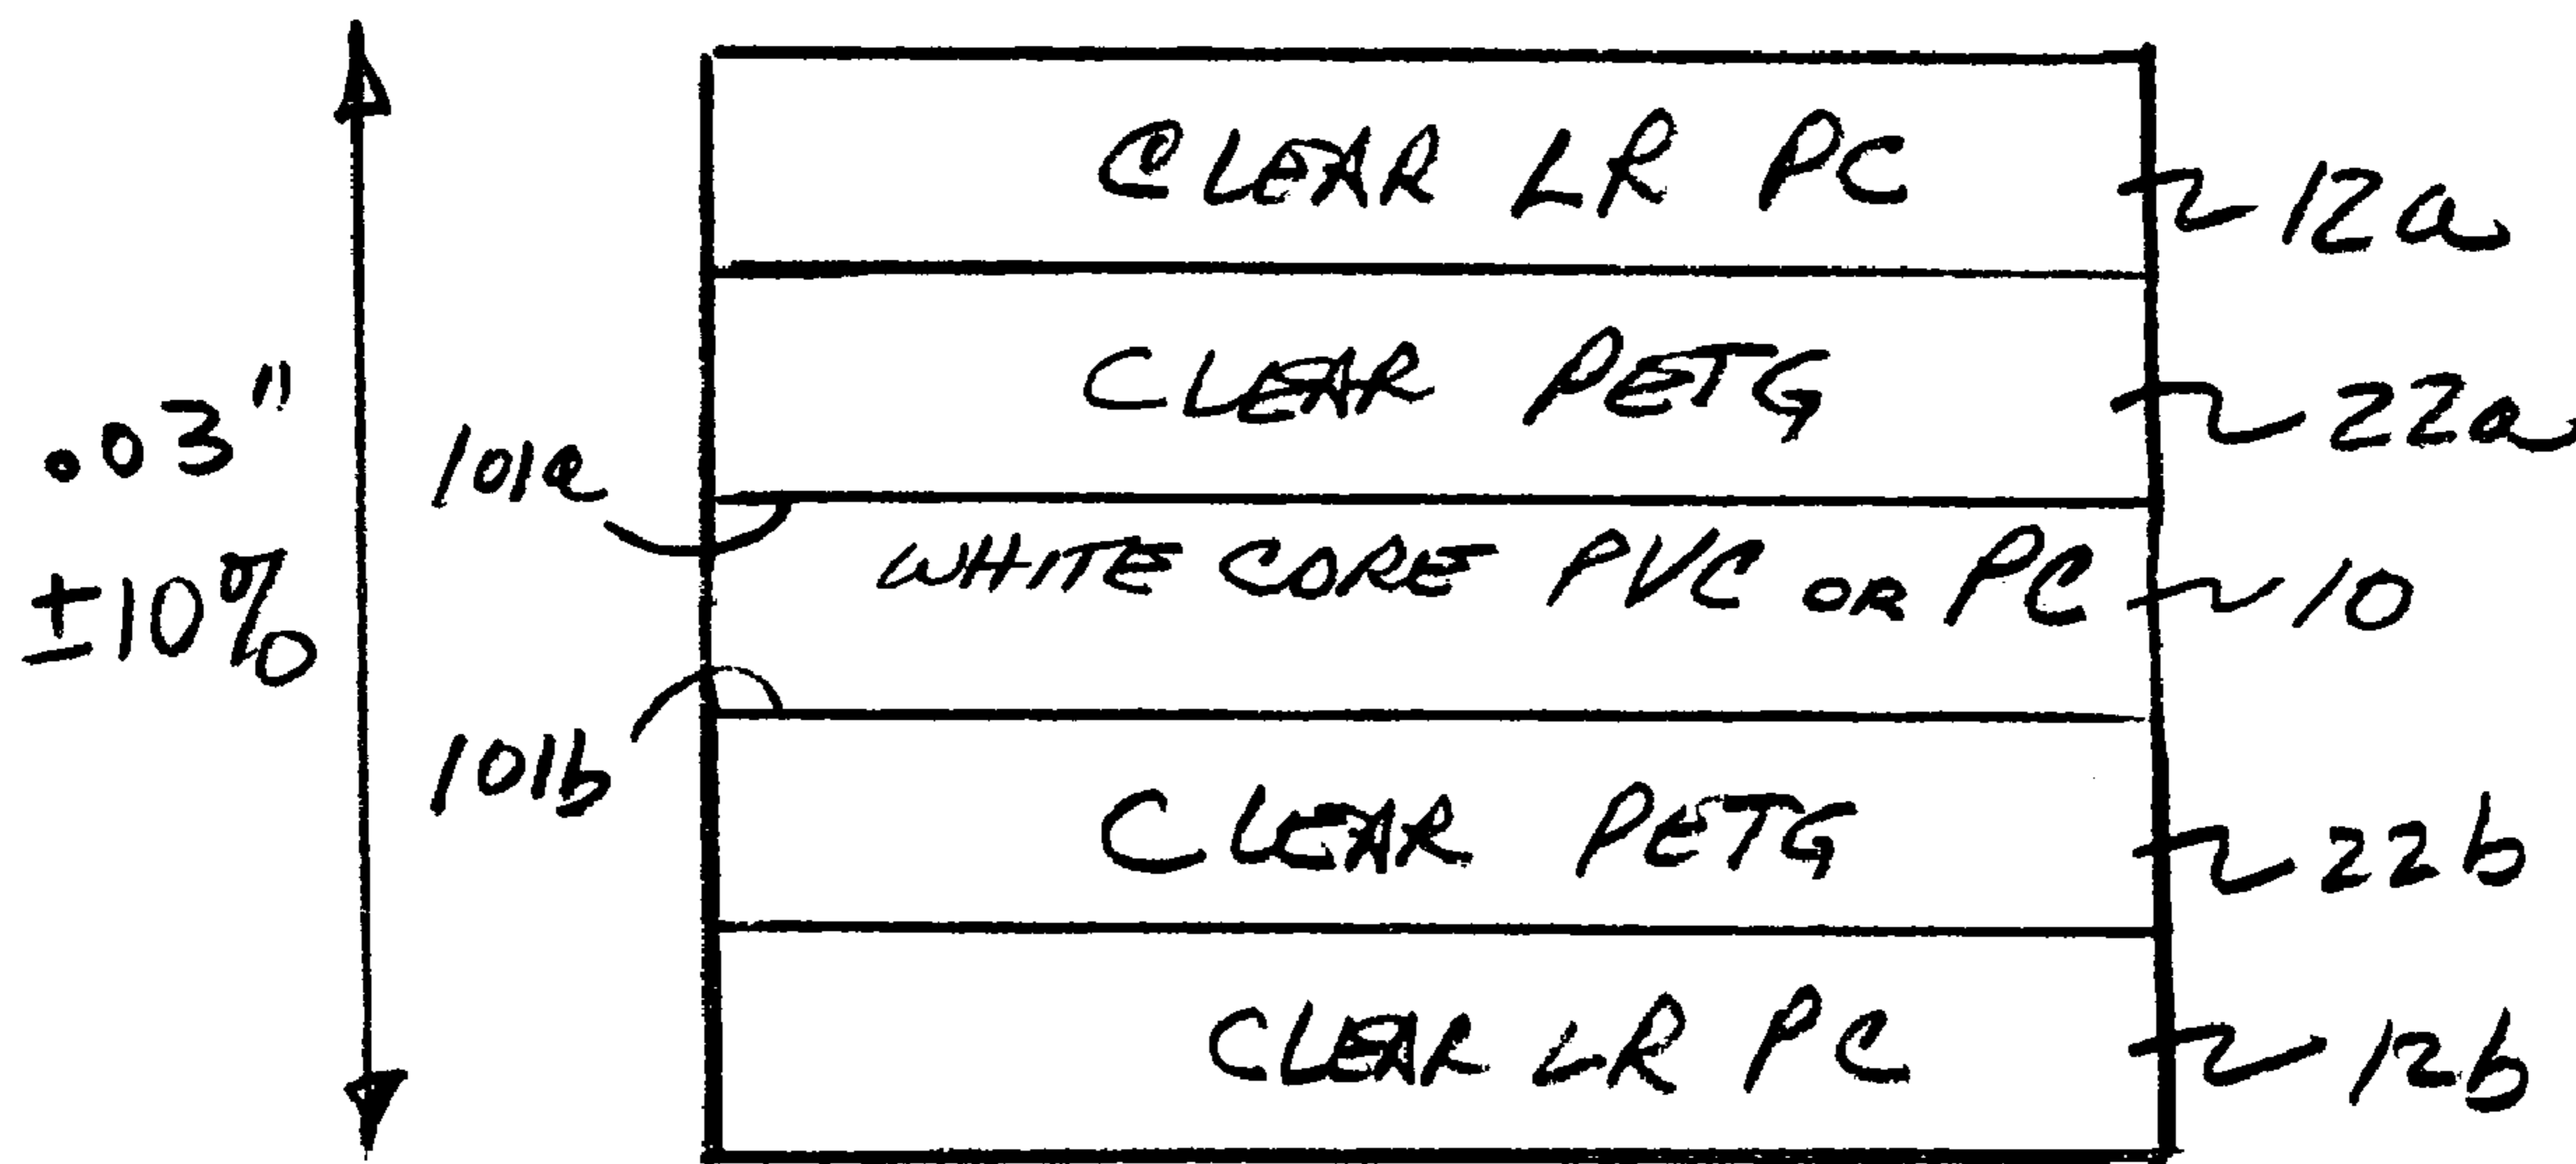 CLEAR LR PC
12a
CLEAR PETG
22a
.03"
±10%
101a
WHITE CORE PVC OR PC
10
101b
CLEAR PETG
22b
CLEAR LR PC
12b